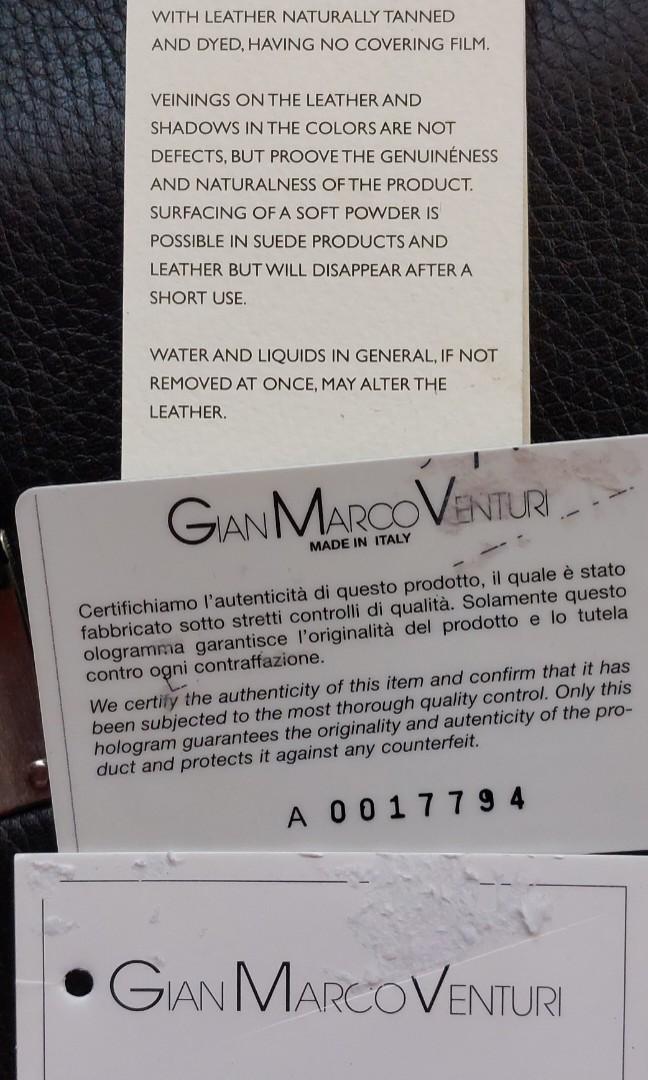 WITH LEATHER NATURALLY TANNED
AND DYED, HAVING NO COVERING FILM.
VEININGS ON THE LEATHER AND
SHADOWS IN THE COLORS ARE NOT
DEFECTS, BUT PROOVE THE GENUINÉNESS
AND NATURALNESS OF THE PRODUCT.
SURFACING OF A SOFT POWDER IS
POSSIBLE IN SUEDE PRODUCTS AND
LEATHER BUT WILL DISAPPEAR AFTER A
SHORT USE.
WATER AND LIQUIDS IN GENERAL, IF NOT
REMOVED AT ONCE, MAY ALTER THE
LEATHER.
GIAN MARCO VENTURI
MADE IN ITALY
Certifichiamo l'autenticità di questo prodotto, il quale è stato
fabbricato sotto stretti controlli di qualità. Solamente questo
ologramma garantisce l'originalità del prodotto e lo tutela
contro ogni contraffazione.
We certify the authenticity of this item and confirm that it has
been subjected to the most thorough quality control. Only this
hologram guarantees the originality and autenticity of the pro-
duct and protects it against any counterfeit.
A 0017794
GIAN MARCO VENTURI